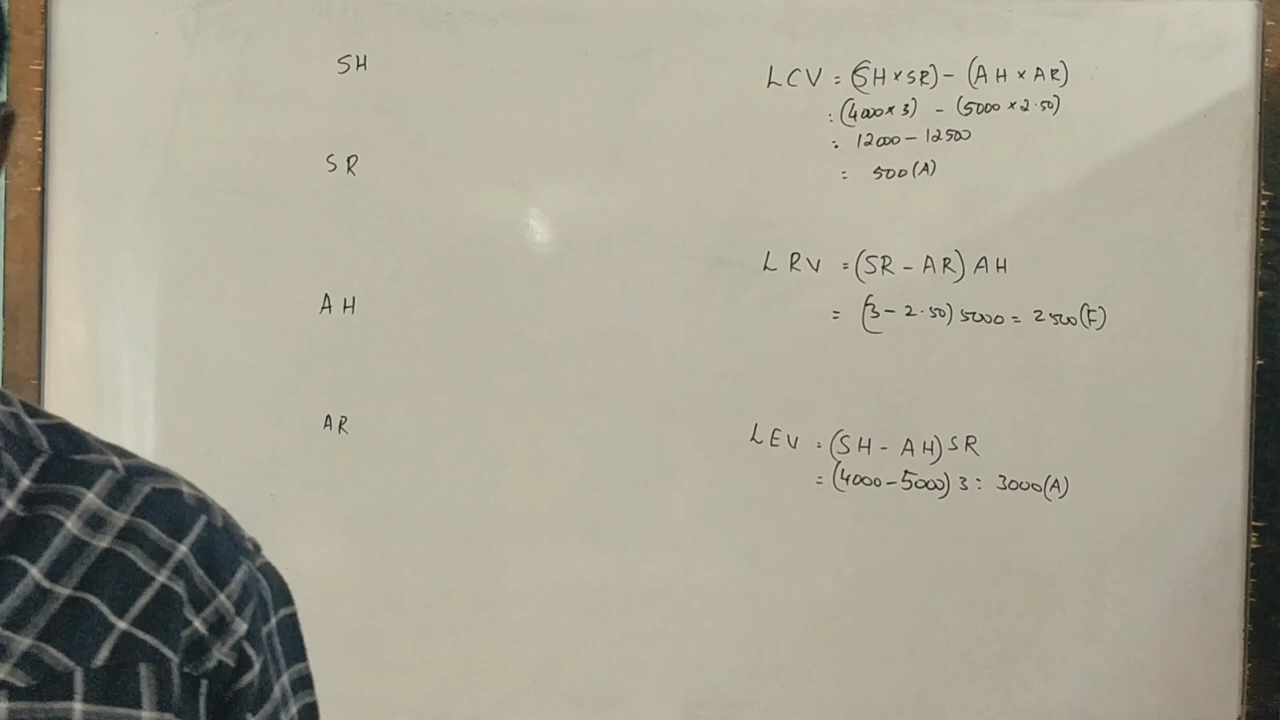 SH
SR
AH
AR
LCV = (SH × SR) - (AH × AR)
: (4000 × 3) - (5000 × 2.50)
: 12000 - 12500
= 500 (A)
LRV = (SR - AR) AH
= (3 - 2.50) 5000 = 2500 (F)
LEV : (SH - AH) SR
= (4000 - 5000) 3 : 3000 (A)